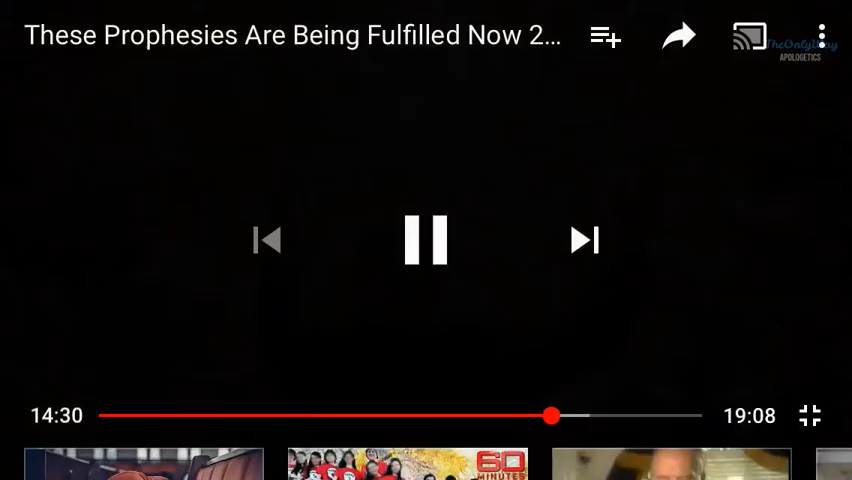 These Prophesies Are Being Fulfilled Now 2...
TheOnlyWay
APOLOGETICS
14:30
19:08
60
MINUTES